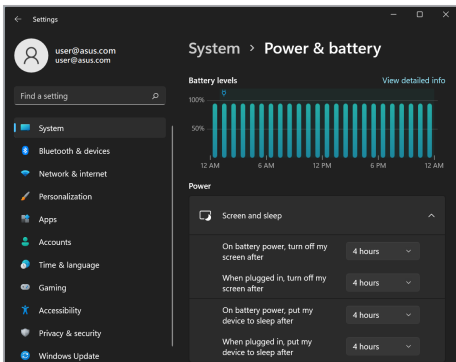 Settings
user@asus.com
user@asus.com
Find a setting
System
Bluetooth & devices
Network & internet
Personalization
Apps
Accounts
Time & language
Gaming
Accessibility
Privacy & security
Windows Update
System > Power & battery
Battery levels
View detailed info
100%
50%
12 AM 6 AM 12 PM 6 PM 12 AM
Power
Screen and sleep
On battery power, turn off my
screen after
4 hours
When plugged in, turn off my
screen after
4 hours
On battery power, put my
device to sleep after
4 hours
When plugged in, put my
device to sleep after
4 hours